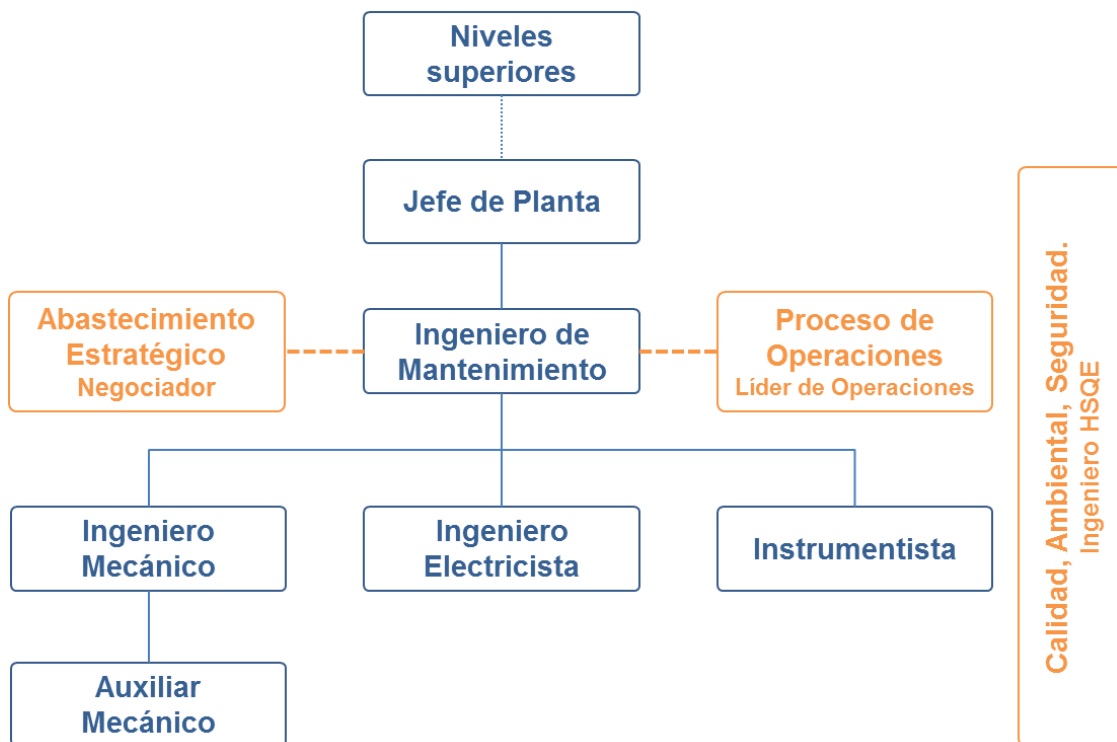 Niveles
superiores
Jefe de Planta
Abastecimiento
Estratégico
Negociador
Ingeniero de
Mantenimiento
Proceso de
Operaciones
Líder de Operaciones
Ingeniero
Mecánico
Ingeniero
Electricista
Instrumentista
Auxiliar
Mecánico
Calidad, Ambiental, Seguridad.
Ingeniero HSQE